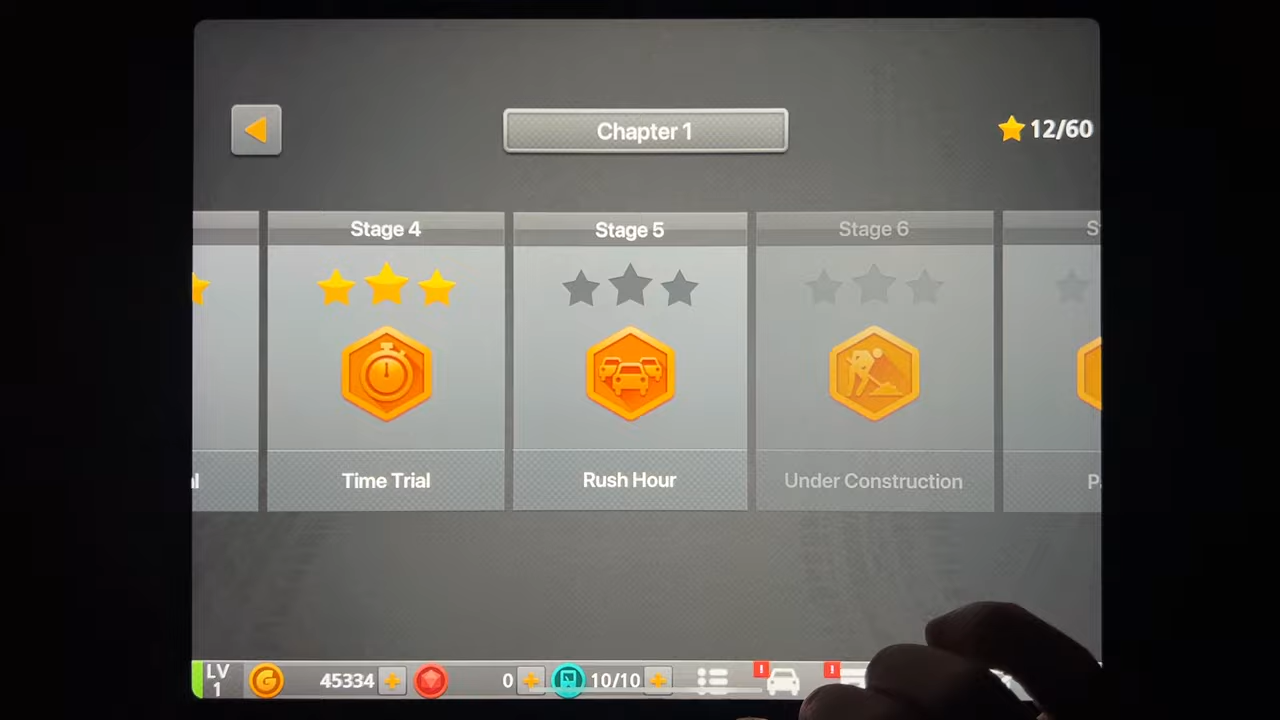 Chapter 1
12/60
Stage 4
Stage 5
Stage 6
Time Trial
Rush Hour
Under Construction
LV
1
45334
0
10/10